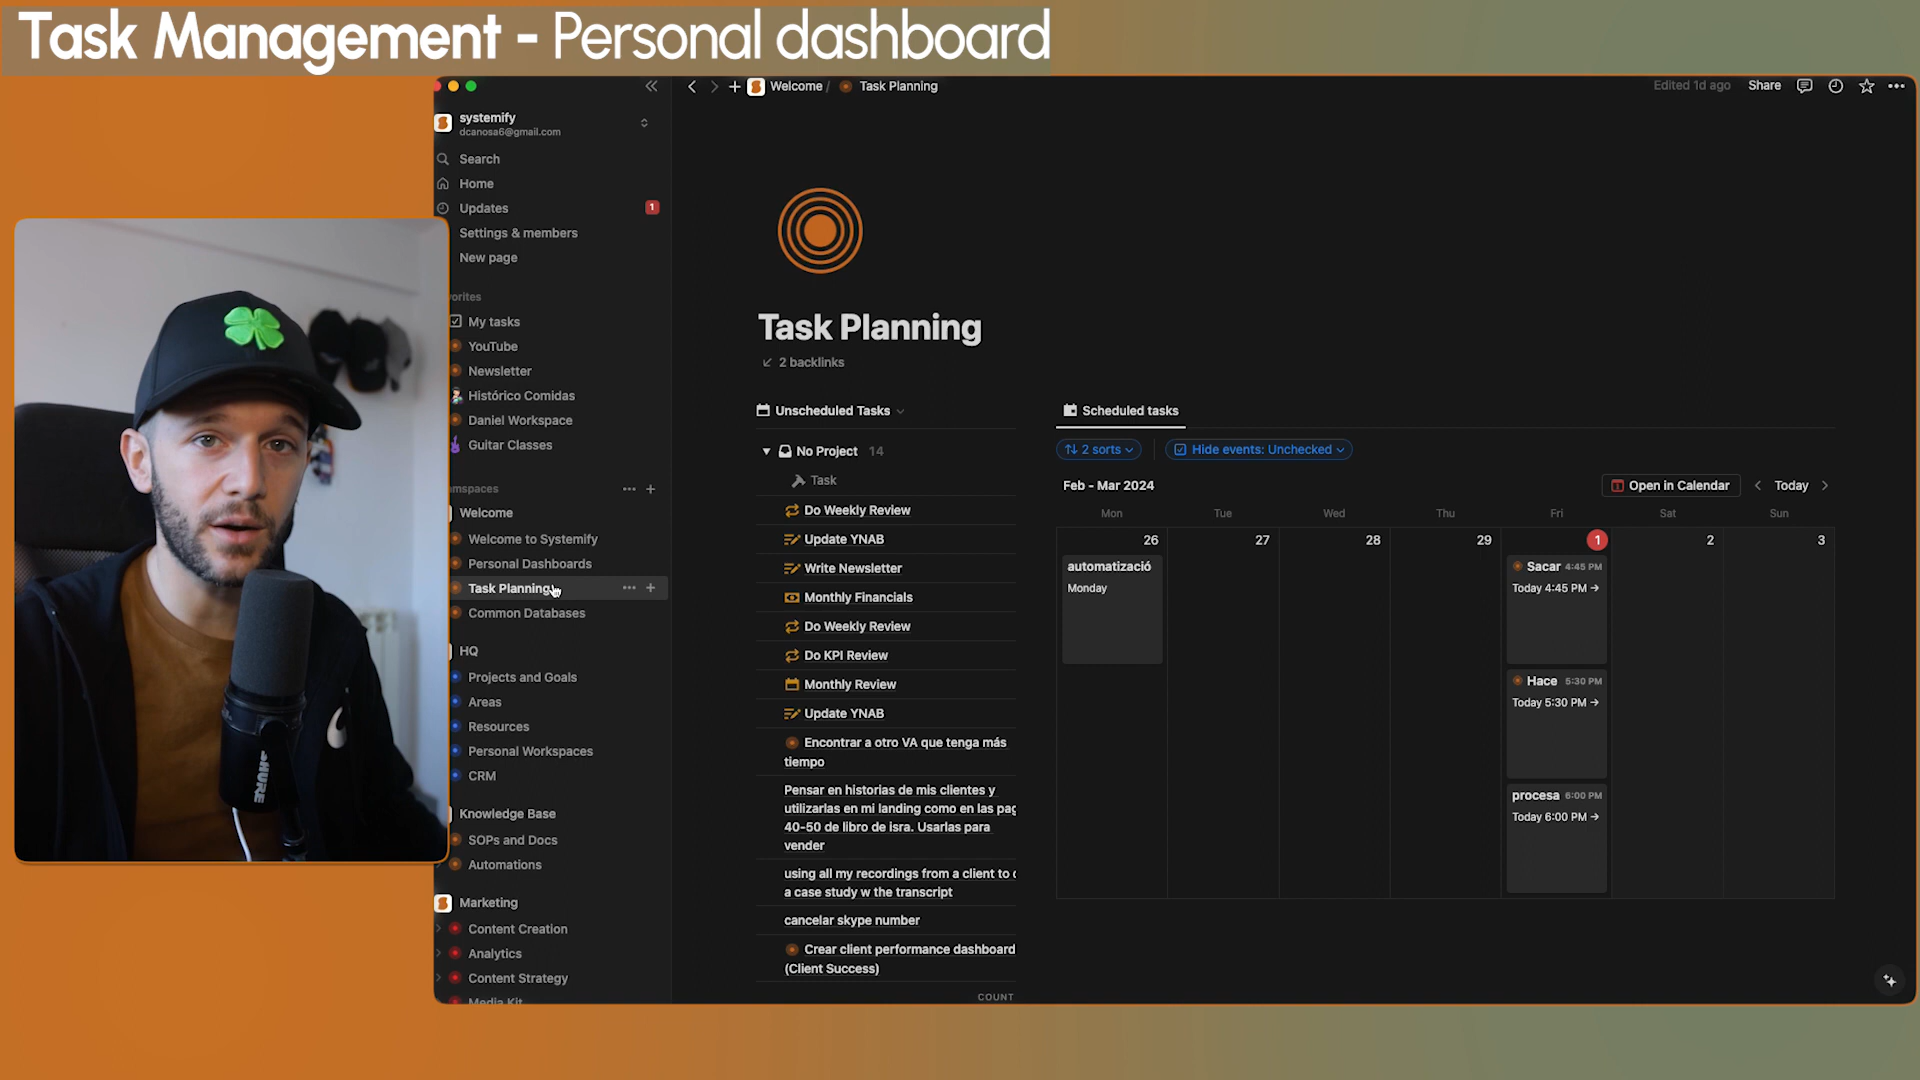 Task Management - Personal dashboard
Welcome / Task Planning
Edited 1d ago
Share
systemify
dcanosa6@gmail.com
Search
Home
Updates
1
Settings & members
New page
orites
My tasks
YouTube
Newsletter
Histórico Comidas
Daniel Workspace
Guitar Classes
mspaces
Welcome
Welcome to Systemify
Personal Dashboards
Task Planning
Common Databases
HQ
Projects and Goals
Areas
Resources
Personal Workspaces
CRM
Knowledge Base
SOPs and Docs
Automations
Marketing
Content Creation
Analytics
Content Strategy
Media Kit
Task Planning
2 backlinks
Unscheduled Tasks
No Project 14
Task
Do Weekly Review
Update YNAB
Write Newsletter
Monthly Financials
Do Weekly Review
Do KPI Review
Monthly Review
Update YNAB
Encontrar a otro VA que tenga más
tiempo
Pensar en historias de mis clientes y
utilizarlas en mi landing como en las pag
40-50 de libro de isra. Usarlas para
vender
using all my recordings from a client to c
a case study w the transcript
cancelar skype number
Crear client performance dashboard
(Client Success)
COUNT
Scheduled tasks
2 sorts
Hide events: Unchecked
Feb - Mar 2024
Open in Calendar
Today
Mon Tue Wed Thu Fri Sat Sun
26 27 28 29 1 2 3
automatizació
Monday
Sacar 4:45 PM
Today 4:45 PM →
Hace 5:30 PM
Today 5:30 PM →
procesa 6:00 PM
Today 6:00 PM →
SHURE